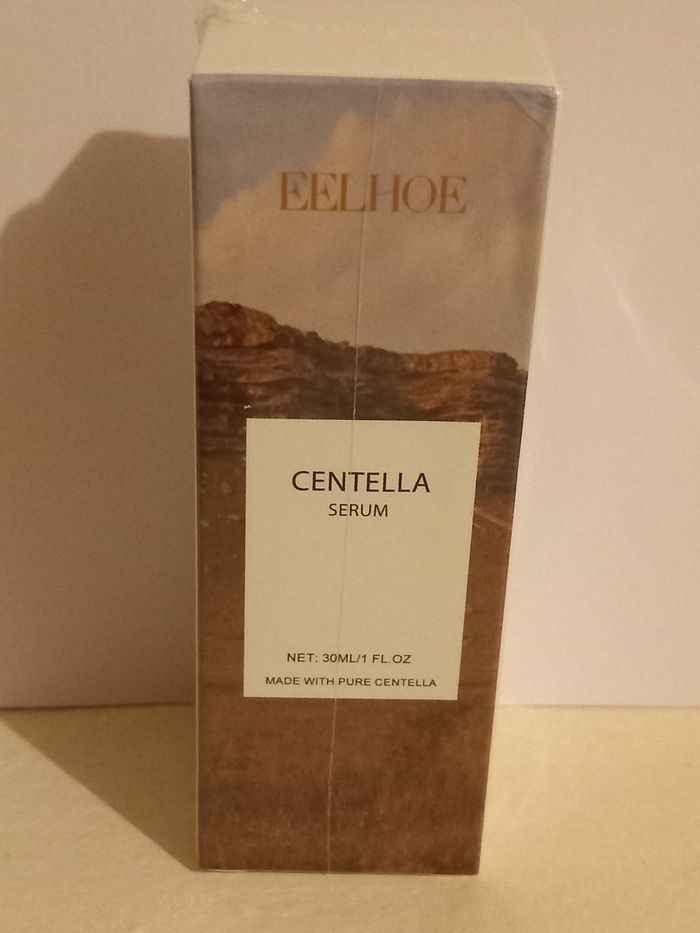 EELHOE
CENTELLA
SERUM
NET: 30ML/1 FL.OZ
MADE WITH PURE CENTELLA